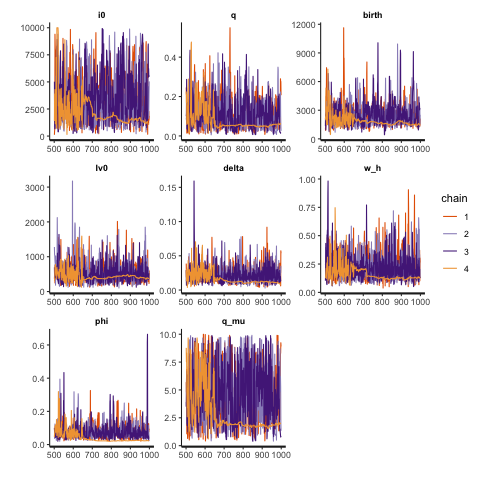 i0
q
birth
10000
7500
5000
2500
0
0.4
0.2
0.0
12000
9000
6000
3000
0
500 600 700 800 900 1000
500 600 700 800 900 1000
500 600 700 800 900 1000
lv0
delta
w_h
3000
2000
1000
0
0.15
0.10
0.05
0.00
1.00
0.75
0.50
0.25
0.00
500 600 700 800 900 1000
500 600 700 800 900 1000
500 600 700 800 900 1000
phi
q_mu
0.6
0.4
0.2
0.0
10.0
7.5
5.0
2.5
0.0
500 600 700 800 900 1000
500 600 700 800 900 1000
chain
1
2
3
4